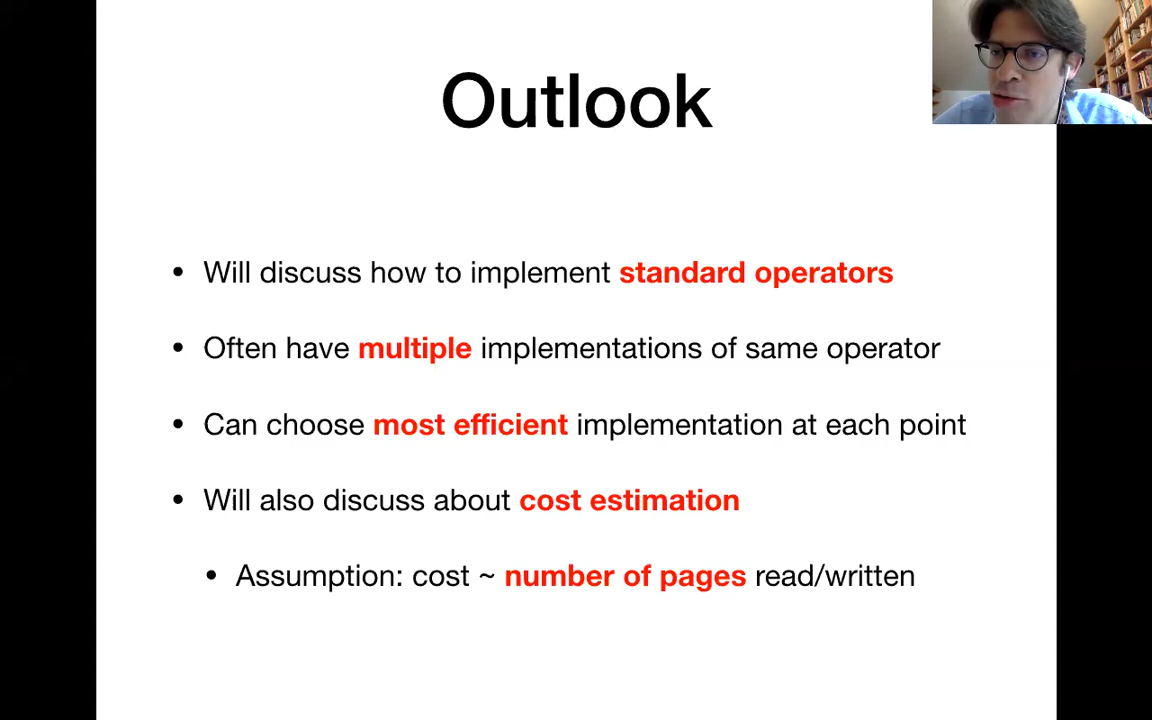 Outlook
• Will discuss how to implement standard operators
• Often have multiple implementations of same operator
• Can choose most efficient implementation at each point
• Will also discuss about cost estimation
• Assumption: cost ~ number of pages read/written